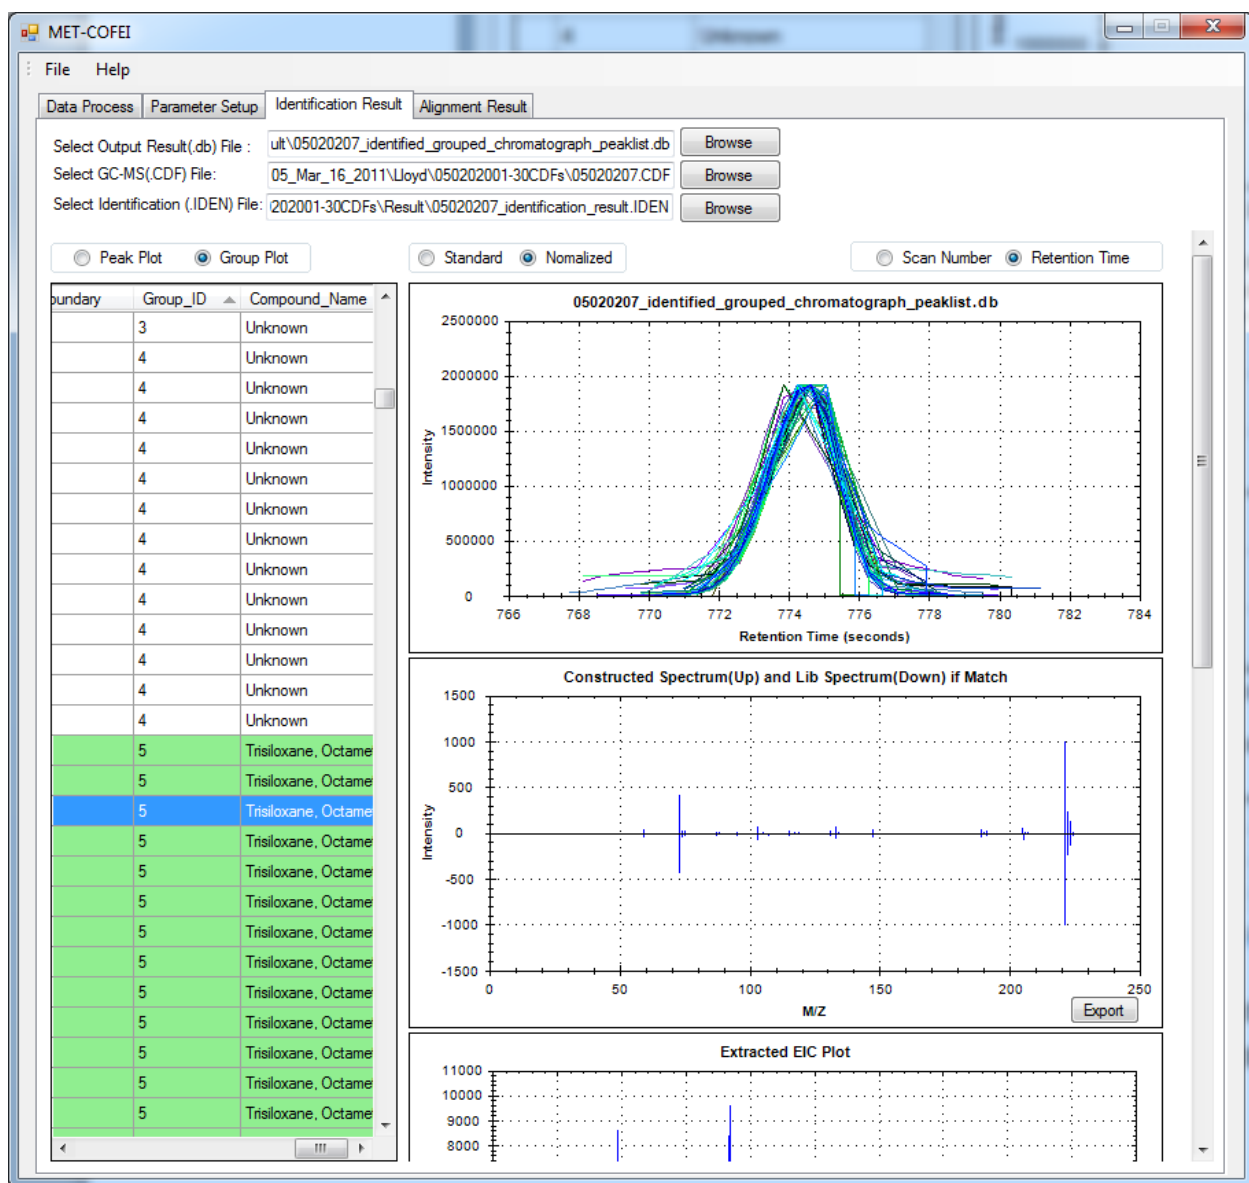 MET-COFEI
File Help
Data Process Parameter Setup Identification Result Alignment Result
Select Output Result(.db) File : ult\05020207_identified_grouped_chromatograph_peaklist.db Browse
Select GC-MS(.CDF) File: 05_Mar_16_2011\Lloyd\050202001-30CDFs\05020207.CDF Browse
Select Identification (.IDEN) File: 202001-30CDFs\Result\05020207_identification_result.IDEN Browse
Peak Plot Group Plot Standard Nomalized Scan Number Retention Time
oundary Group_ID Compound_Name
3 Unknown
4 Unknown
4 Unknown
4 Unknown
4 Unknown
4 Unknown
4 Unknown
4 Unknown
4 Unknown
4 Unknown
4 Unknown
4 Unknown
4 Unknown
4 Unknown
5 Trisiloxane, Octame
5 Trisiloxane, Octame
5 Trisiloxane, Octame
5 Trisiloxane, Octame
5 Trisiloxane, Octame
5 Trisiloxane, Octame
5 Trisiloxane, Octame
5 Trisiloxane, Octame
5 Trisiloxane, Octame
5 Trisiloxane, Octame
5 Trisiloxane, Octame
5 Trisiloxane, Octame
5 Trisiloxane, Octame
05020207_identified_grouped_chromatograph_peaklist.db
2500000
2000000
1500000
1000000
500000
0
Intensity
766 768 770 772 774 776 778 780 782 784
Retention Time (seconds)
Constructed Spectrum(Up) and Lib Spectrum(Down) if Match
1500
1000
500
0
-500
-1000
-1500
Intensity
0 50 100 150 200 250
M/Z
Export
Extracted EIC Plot
11000
10000
9000
8000